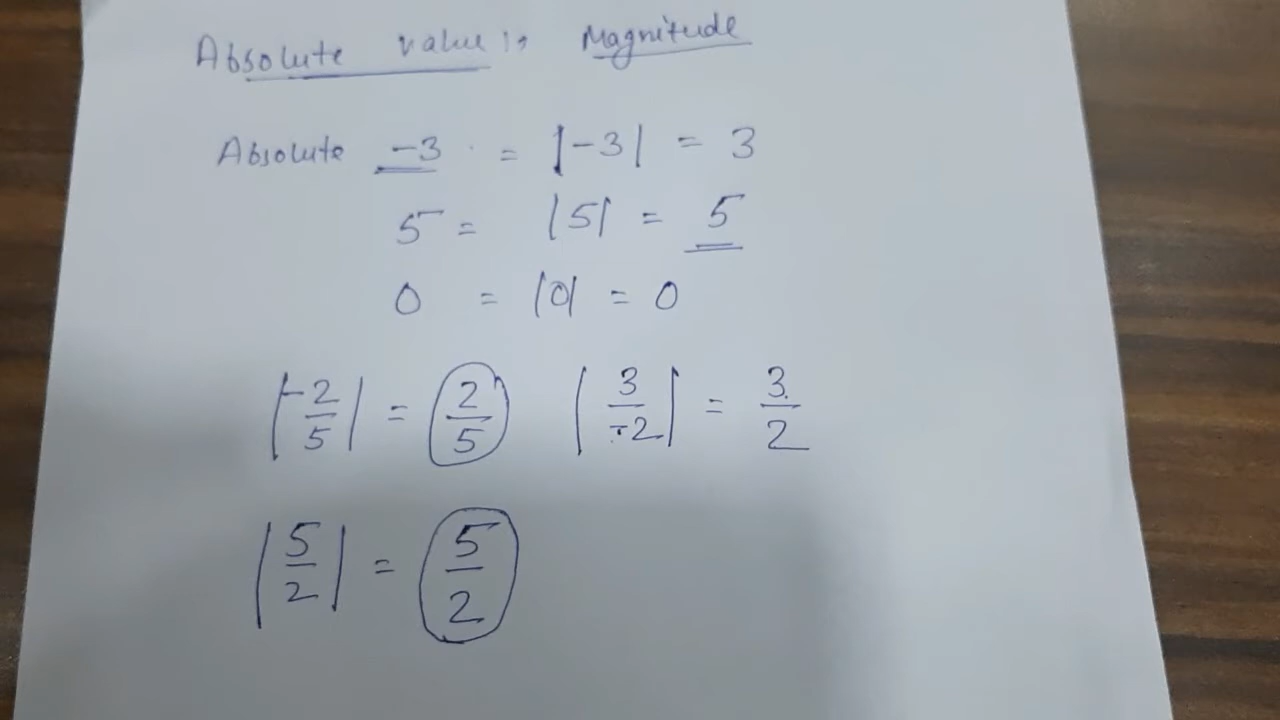 Absolute value :, Magnitude
Absolute -3 = |-3| = 3
5 = |5| = 5
0 = |0| = 0
|-2/5| = 2/5 |3/-2| = 3/2
|5/2| = 5/2